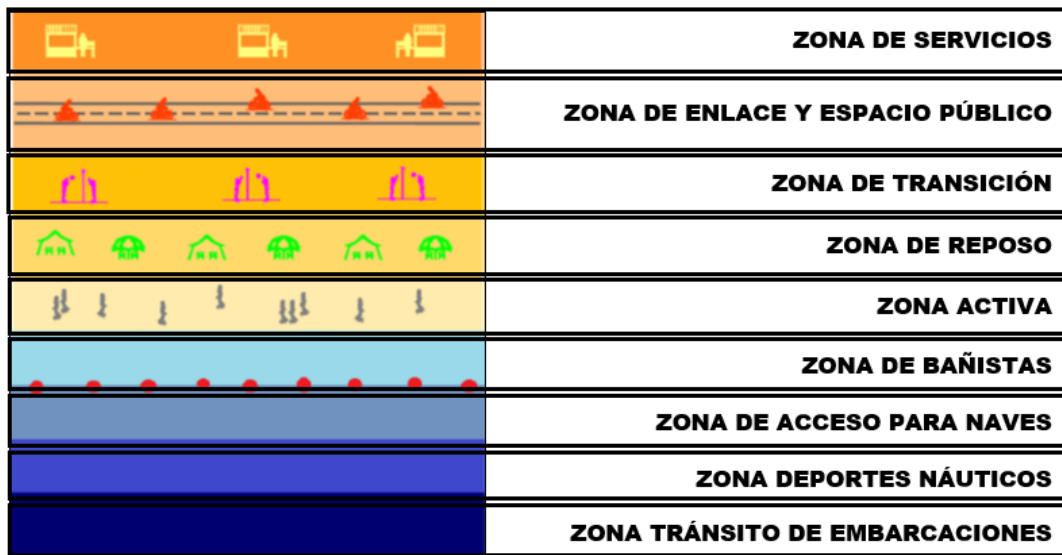 ZONA DE SERVICIOS
ZONA DE ENLACE Y ESPACIO PÚBLICO
ZONA DE TRANSICIÓN
ZONA DE REPOSO
ZONA ACTIVA
ZONA DE BAÑISTAS
ZONA DE ACCESO PARA NAVES
ZONA DEPORTES NÁUTICOS
ZONA TRÁNSITO DE EMBARCACIONES